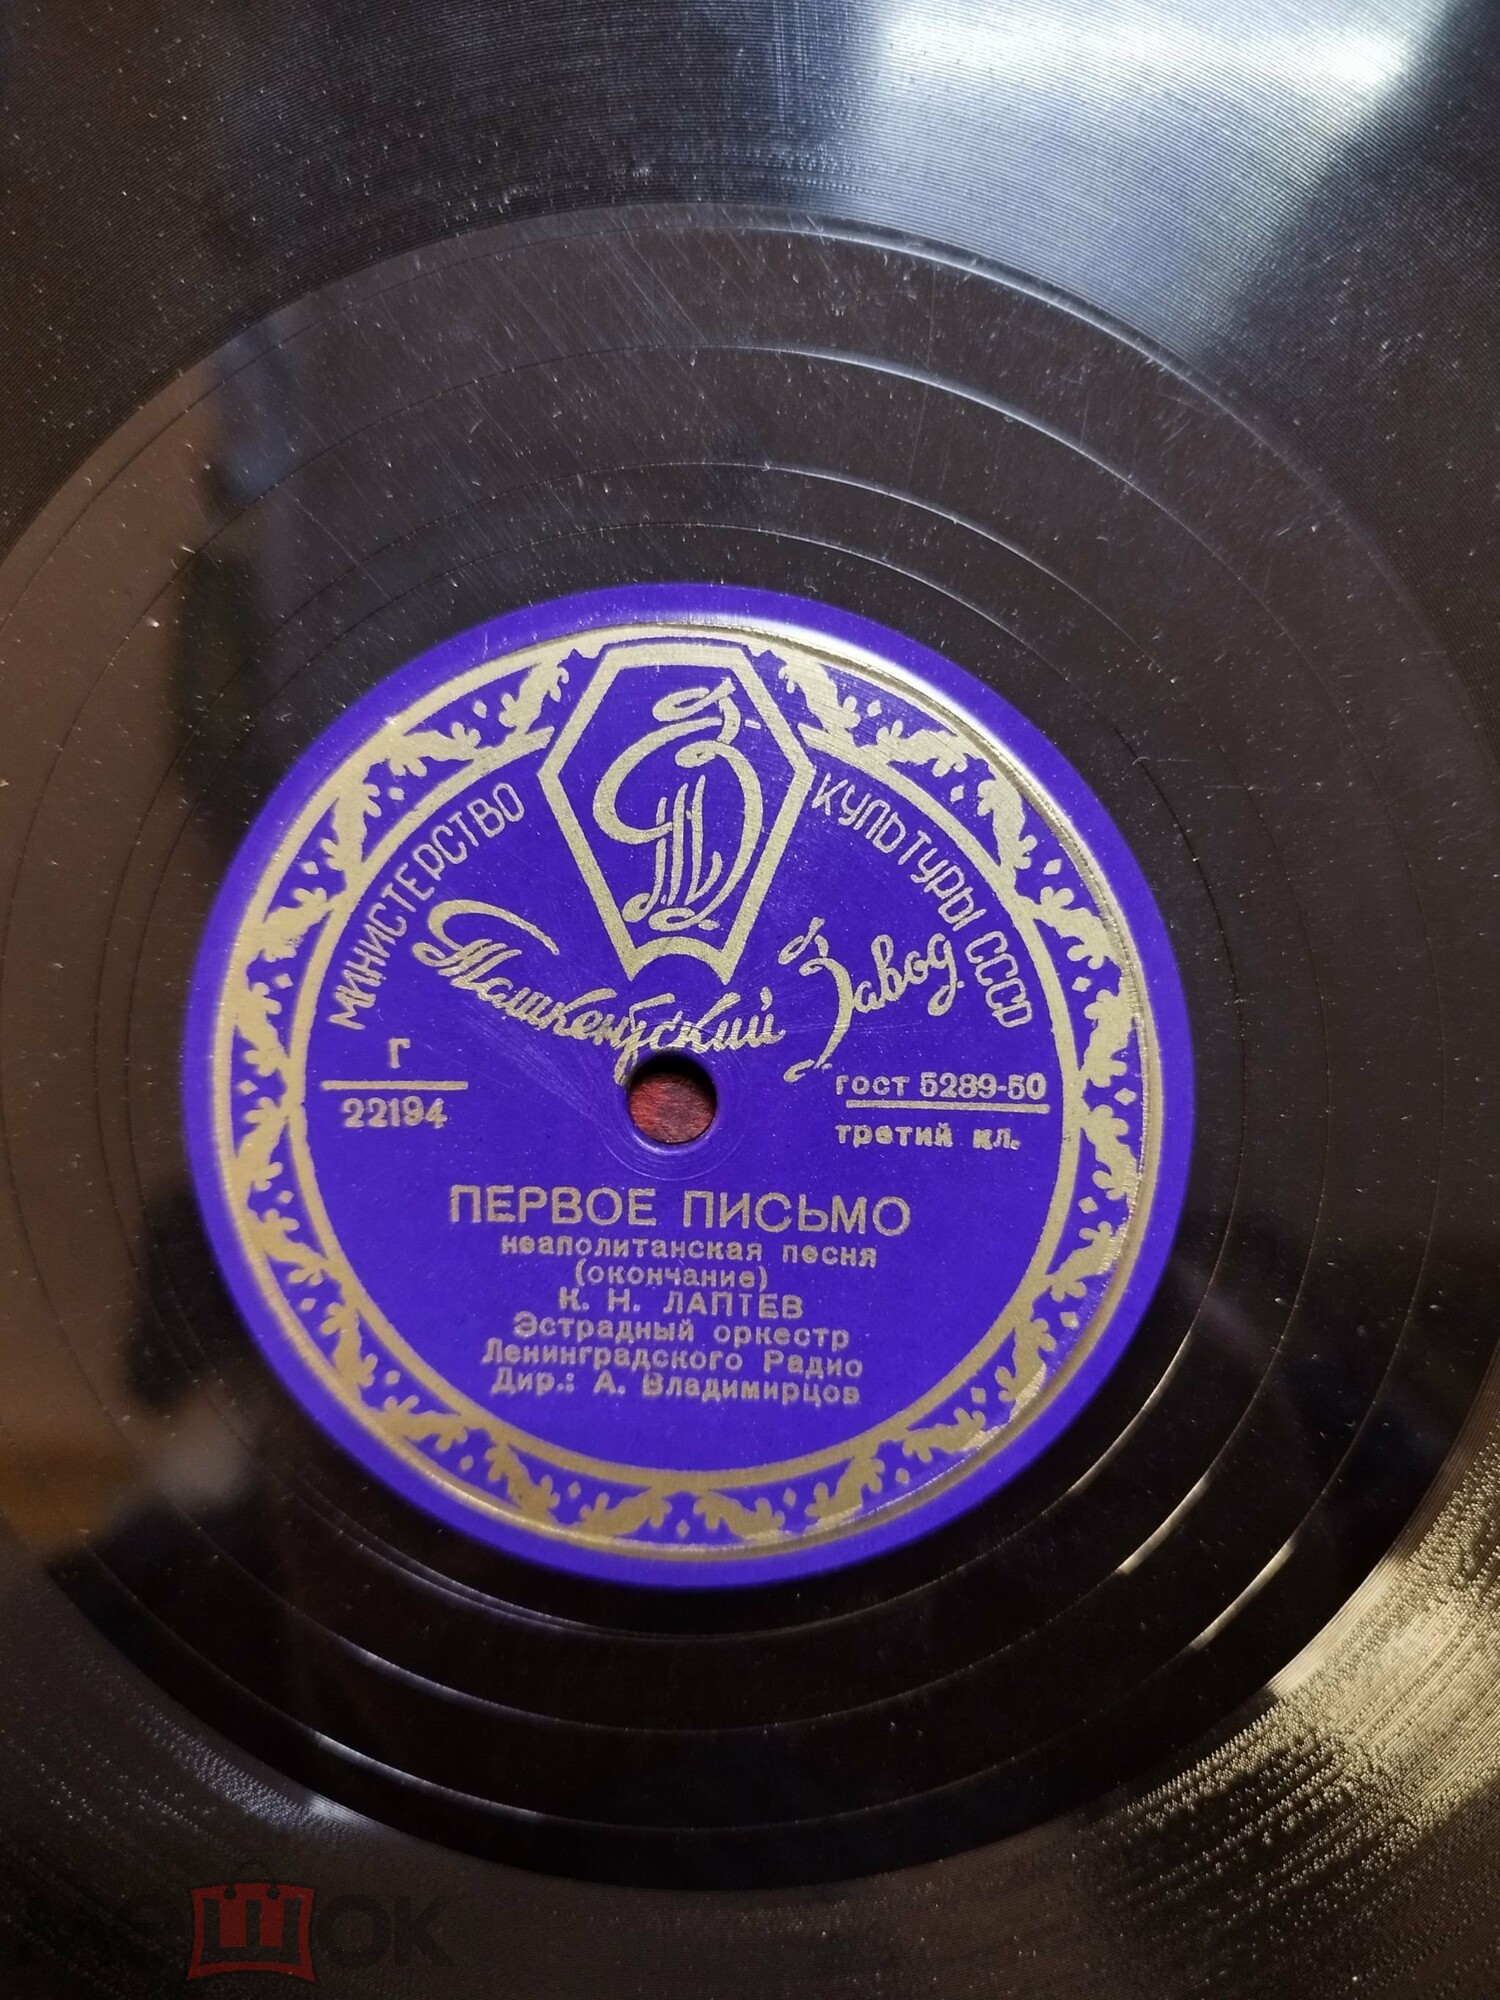 МИНИСТЕРСТВО КУЛЬТУРЫ СССР
Ташкентский Завод
Г
22194
ГОСТ 5289-50
третий кл.
ПЕРВОЕ ПИСЬМО
неаполитанская песня
(окончание)
К. Н. ЛАПТЕВ
Эстрадный оркестр
Ленинградского Радио
Дир.: А. Владимирцов